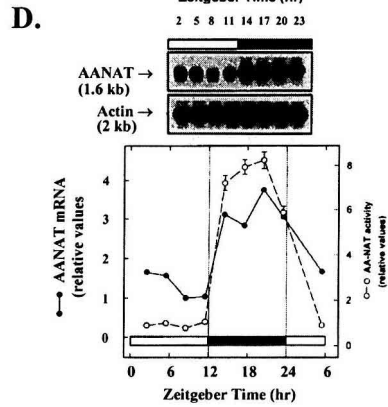 D.
Zeitgeber Time (hr)
2 5 8 11 14 17 20 23
AANAT →
(1.6 kb)
Actin →
(2 kb)
AANAT mRNA
(relative values)
4
3
2
1
0
8
6
4
2
0
AA-NAT activity
(relative values)
0 6 12 18 24 6
Zeitgeber Time (hr)